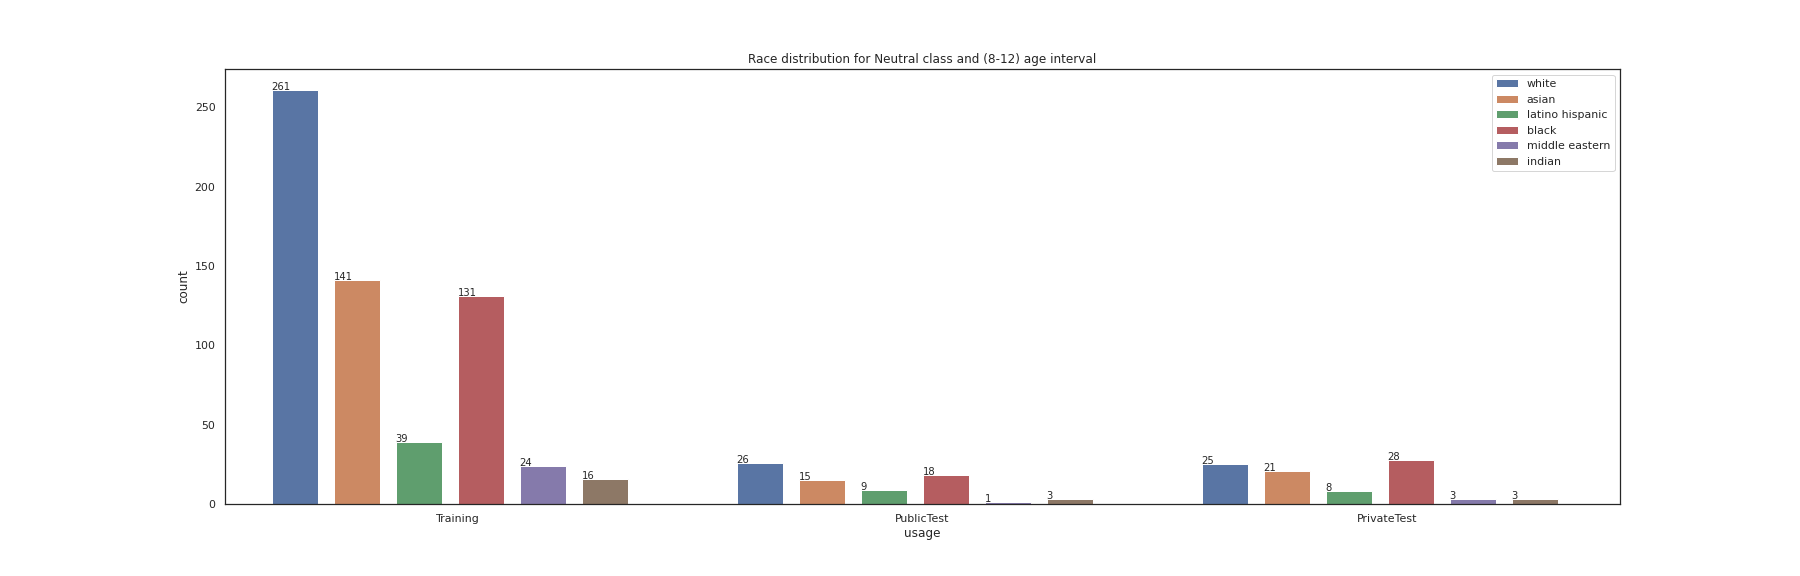 Race distribution for Neutral class and (8-12) age interval
white
asian
latino hispanic
black
middle eastern
indian
count
250
200
150
100
50
0
261
141
39
131
24
16
26
15
9
18
1
3
25
21
8
28
3
3
Training
PublicTest
PrivateTest
usage